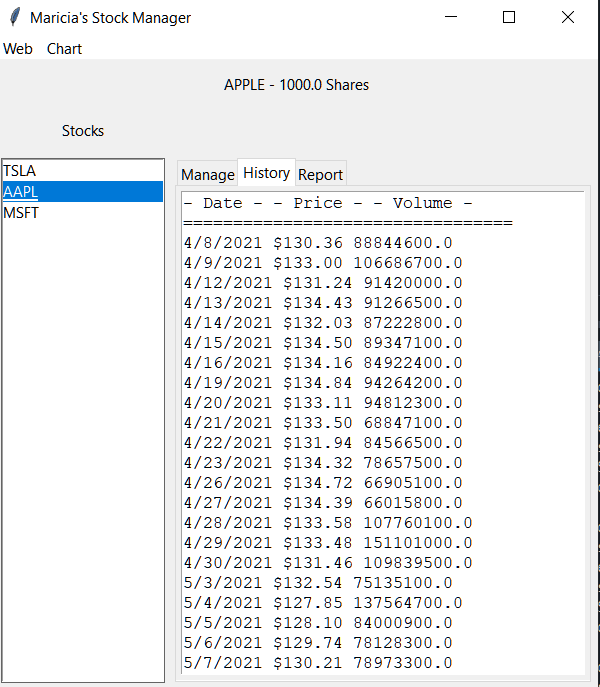 Maricia's Stock Manager
Web Chart
APPLE - 1000.0 Shares
Stocks
TSLA
AAPL
MSFT
Manage History Report
- Date - - Price - - Volume -
=================================
4/8/2021 $130.36 88844600.0
4/9/2021 $133.00 106686700.0
4/12/2021 $131.24 91420000.0
4/13/2021 $134.43 91266500.0
4/14/2021 $132.03 87222800.0
4/15/2021 $134.50 89347100.0
4/16/2021 $134.16 84922400.0
4/19/2021 $134.84 94264200.0
4/20/2021 $133.11 94812300.0
4/21/2021 $133.50 68847100.0
4/22/2021 $131.94 84566500.0
4/23/2021 $134.32 78657500.0
4/26/2021 $134.72 66905100.0
4/27/2021 $134.39 66015800.0
4/28/2021 $133.58 107760100.0
4/29/2021 $133.48 151101000.0
4/30/2021 $131.46 109839500.0
5/3/2021 $132.54 75135100.0
5/4/2021 $127.85 137564700.0
5/5/2021 $128.10 84000900.0
5/6/2021 $129.74 78128300.0
5/7/2021 $130.21 78973300.0